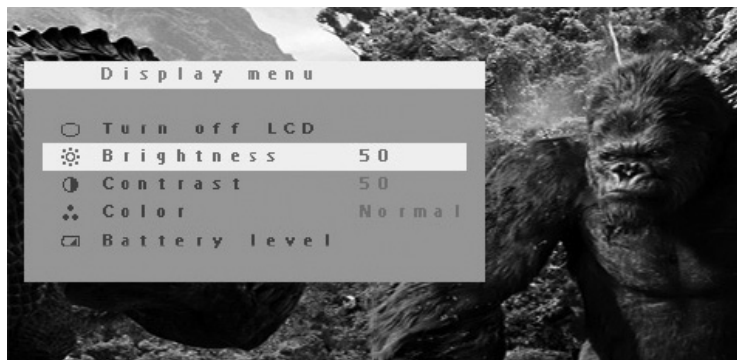 Display menu
Turn off LCD
Brightness 50
Contrast 50
Color Normal
Battery level